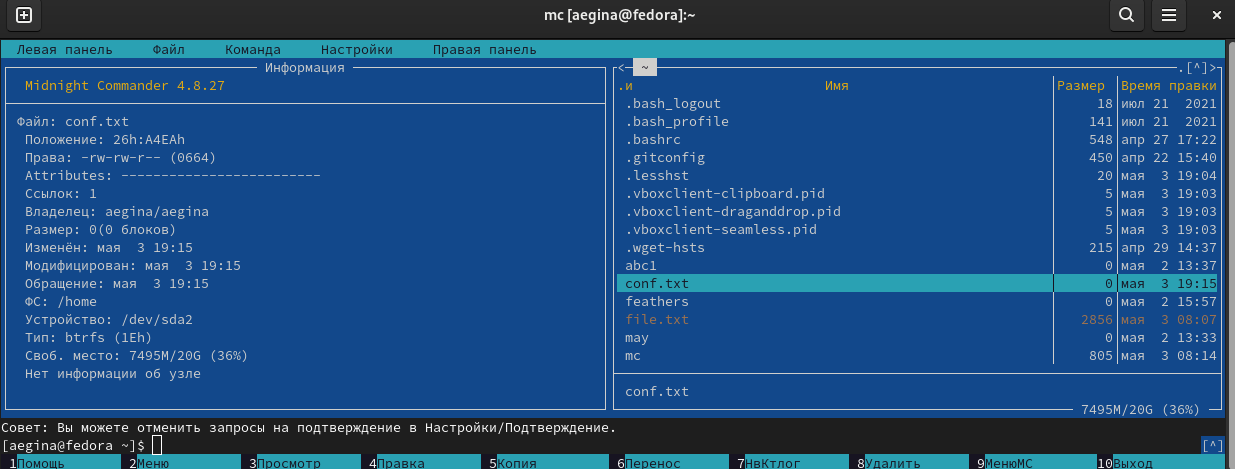 mc [aegina@fedora]:~
Левая панель Файл Команда Настройки Правая панель
Информация
Midnight Commander 4.8.27
Файл: conf.txt
Положение: 26h:A4EAh
Права: -rw-rw-r-- (0664)
Attributes: -------------------------
Ссылок: 1
Владелец: aegina/aegina
Размер: 0(0 блоков)
Изменён: мая  3 19:15
Модифицирован: мая  3 19:15
Обращение: мая  3 19:15
ФС: /home
Устройство: /dev/sda2
Тип: btrfs (1Eh)
Своб. место: 7495M/20G (36%)
Нет информации об узле
<─ ~ .[^]>
.и Имя Размер Время правки
.bash_logout 18 июл 21  2021
.bash_profile 141 июл 21  2021
.bashrc 548 апр 27 17:22
.gitconfig 450 апр 22 15:40
.lesshst 20 мая  3 19:04
.vboxclient-clipboard.pid 5 мая  3 19:03
.vboxclient-draganddrop.pid 5 мая  3 19:03
.vboxclient-seamless.pid 5 мая  3 19:03
.wget-hsts 215 апр 29 14:37
abc1 0 мая  2 13:37
conf.txt 0 мая  3 19:15
feathers 0 мая  2 15:57
file.txt 2856 мая  3 08:07
may 0 мая  2 13:33
mc 805 мая  3 08:14
conf.txt
7495M/20G (36%)
Совет: Вы можете отменить запросы на подтверждение в Настройки/Подтверждение.
[aegina@fedora ~]$ [^]
1Помощь 2Меню 3Просмотр 4Правка 5Копия 6Перенос 7НвКтлог 8Удалить 9МенюMC 10Выход